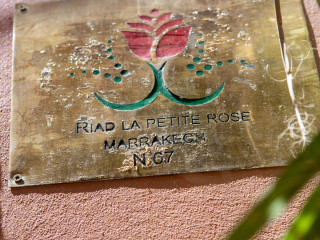 RIAD LA PETITE ROSE
MARRAKECH
N 67